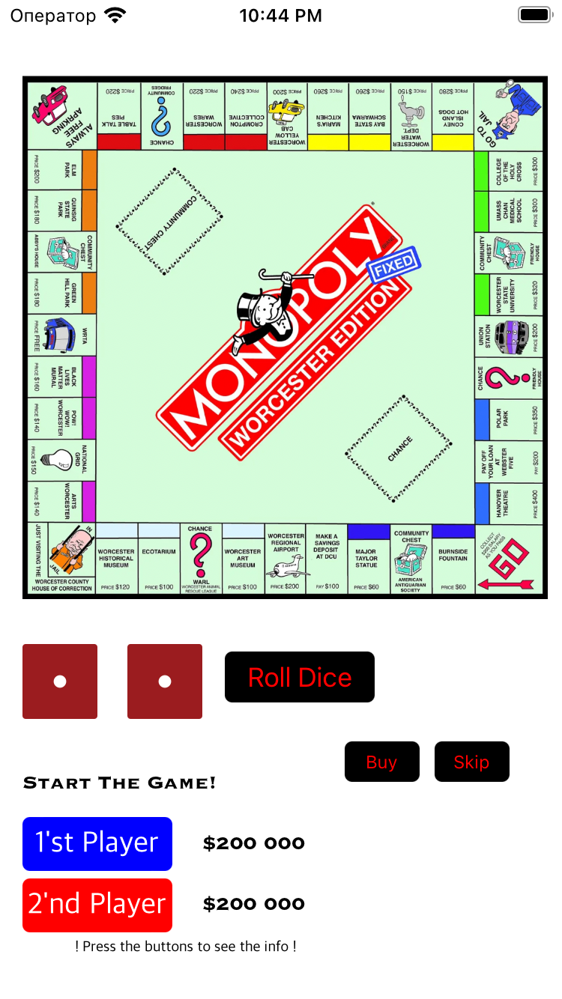 Оператор
10:44 PM
ALWAYS
FREE
APRKING
PRICE $220
TABLE TALK
PIES
COMMUNITY
FRIDGES
CHANCE
PRICE $220
WORCESTER
WARES
PRICE $240
CROMPTON
COLLECTIVE
PRICE $200
WORCESTER
YELLOW
CAB
PRICE $260
MARIA'S
KITCHEN
PRICE $260
BAY STATE
SCHWARMA
PRICE $150
WORCESTER
WATER
DEPT.
PRICE $280
CONEY
ISLAND
HOT DOGS
GO TO
JAIL
ELM
PARK
PRICE $200
QUINSIG
STATE
PARK
PRICE $180
COMMUNITY
CHEST
ABBY'S HOUSE
GREEN
HILL PARK
PRICE $180
WRTA
PRICE FREE
BLACK
LIVES
MATTER
MURAL
PRICE $160
POW!
WOW!
WORCESTER
PRICE $140
NATIONAL
GRID
PRICE $150
ARTS
WORCESTER
PRICE $140
COMMUNITY CHEST
MONOPOLY
FIXED
WORCESTER EDITION
CHANCE
COLLEGE
OF THE
HOLY
CROSS
PRICE $300
UMASS
CHAN
MEDICAL
SCHOOL
PRICE $300
COMMUNITY
CHEST
FRIENDLY
HOUSE
WORCESTER
STATE
UNIVERSITY
PRICE $320
UNION
STATION
PRICE $200
CHANCE
FRIENDLY
HOUSE
POLAR
PARK
PRICE $350
PAY OFF
YOUR LOAN
AT
WEBSTER
FIVE
PAY $200
HANOVER
THEATRE
PRICE $400
JUST VISITING THE
IN
JAIL
WORCESTER COUNTY
HOUSE OF CORRECTION
WORCESTER
HISTORICAL
MUSEUM
PRICE $120
ECOTARIUM
PRICE $100
CHANCE
WARL
WORCESTER ANIMAL
RESCUE LEAGUE
WORCESTER
ART
MUSEUM
PRICE $100
WORCESTER
REGIONAL
AIRPORT
PRICE $200
MAKE A
SAVINGS
DEPOSIT
AT DCU
PAY $100
MAJOR
TAYLOR
STATUE
PRICE $60
COMMUNITY
CHEST
AMERICAN
ANTIQUARIAN
SOCIETY
BURNSIDE
FOUNTAIN
PRICE $60
COLLECT
$200 SALARY
AS YOU PASS
GO
Roll Dice
Buy
Skip
Start The Game!
1'st Player
$200 000
2'nd Player
$200 000
! Press the buttons to see the info !